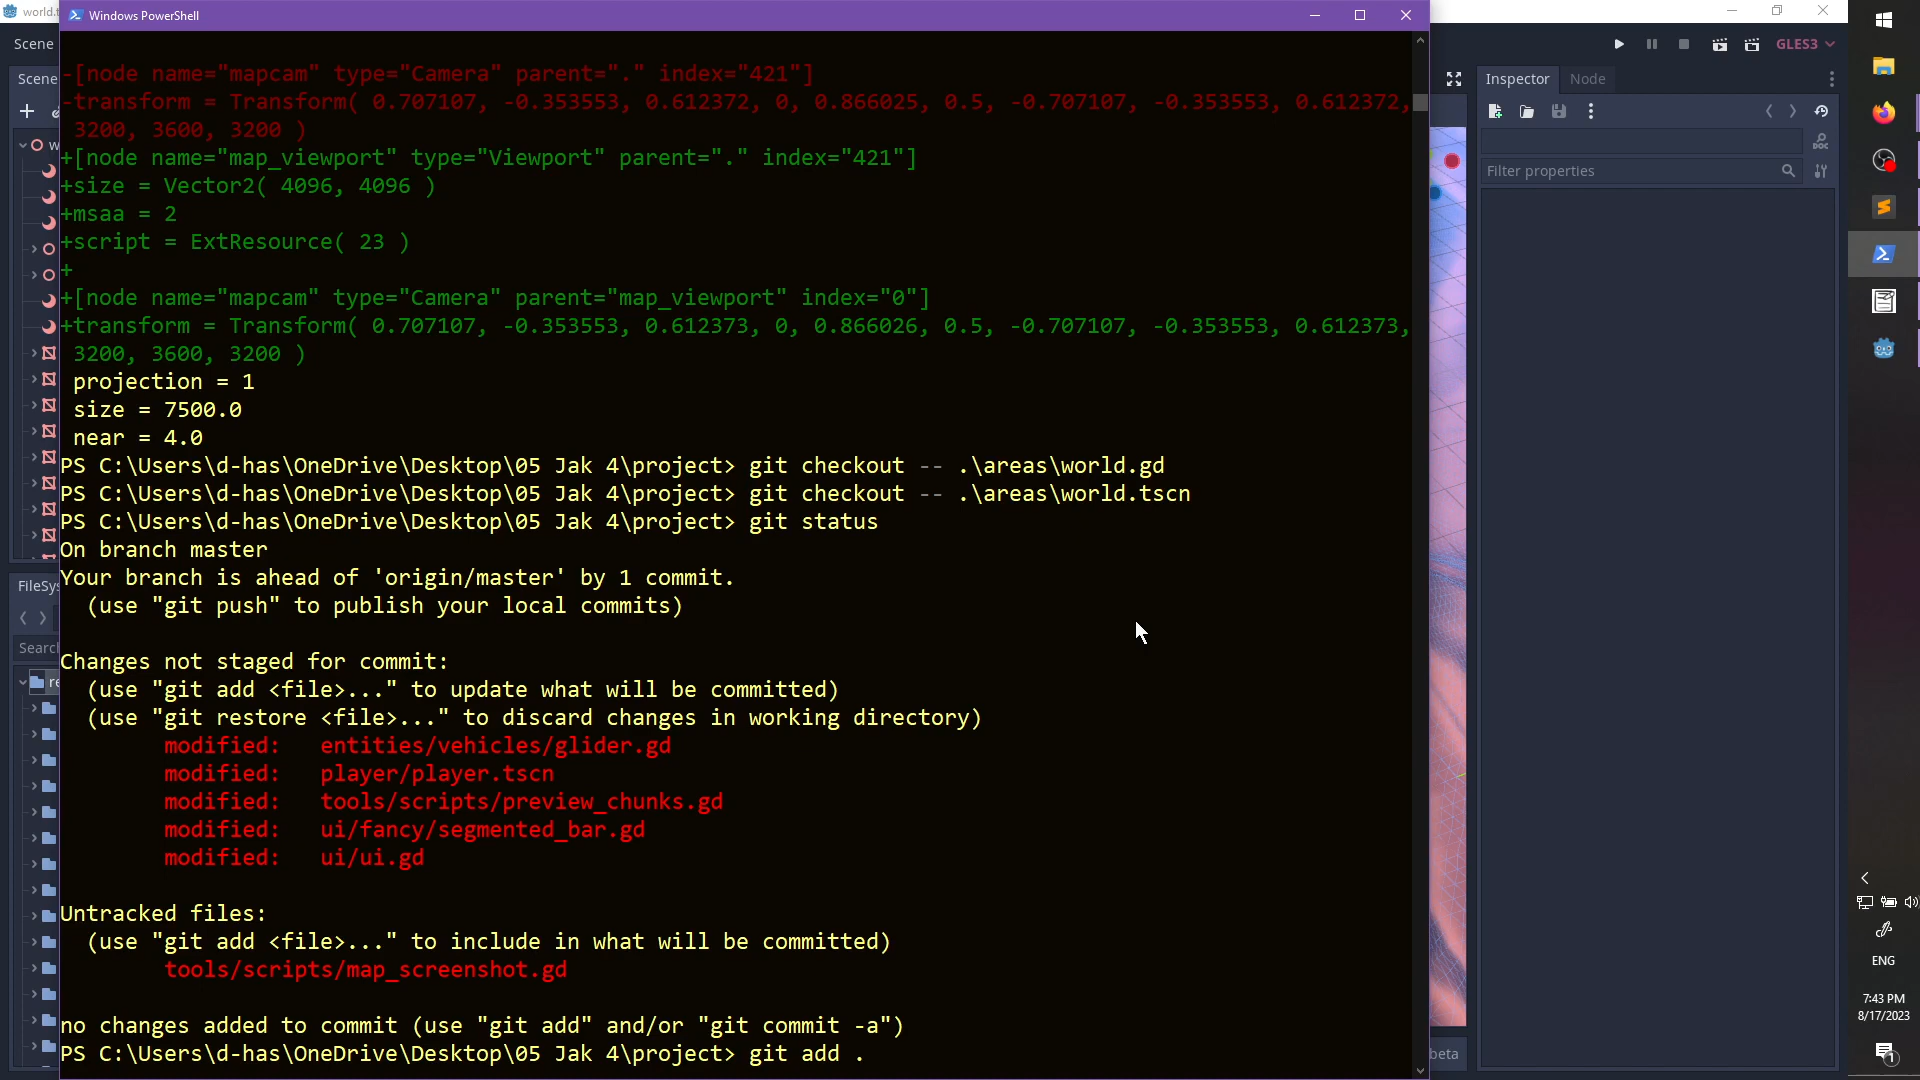 world.t
Windows PowerShell
Scene
GLES3
Scene
Inspector
Node
Filter properties
FileSys
Search
re
w
-[node name="mapcam" type="Camera" parent="." index="421"]
-transform = Transform( 0.707107, -0.353553, 0.612372, 0, 0.866025, 0.5, -0.707107, -0.353553, 0.612372,
 3200, 3600, 3200 )
+[node name="map_viewport" type="Viewport" parent="." index="421"]
+size = Vector2( 4096, 4096 )
+msaa = 2
+script = ExtResource( 23 )
+
+[node name="mapcam" type="Camera" parent="map_viewport" index="0"]
+transform = Transform( 0.707107, -0.353553, 0.612373, 0, 0.866026, 0.5, -0.707107, -0.353553, 0.612373,
 3200, 3600, 3200 )
 projection = 1
 size = 7500.0
 near = 4.0
PS C:\Users\d-has\OneDrive\Desktop\05 Jak 4\project> git checkout -- .\areas\world.gd
PS C:\Users\d-has\OneDrive\Desktop\05 Jak 4\project> git checkout -- .\areas\world.tscn
PS C:\Users\d-has\OneDrive\Desktop\05 Jak 4\project> git status
On branch master
Your branch is ahead of 'origin/master' by 1 commit.
  (use "git push" to publish your local commits)
Changes not staged for commit:
  (use "git add <file>..." to update what will be committed)
  (use "git restore <file>..." to discard changes in working directory)
        modified:   entities/vehicles/glider.gd
        modified:   player/player.tscn
        modified:   tools/scripts/preview_chunks.gd
        modified:   ui/fancy/segmented_bar.gd
        modified:   ui/ui.gd
Untracked files:
  (use "git add <file>..." to include in what will be committed)
        tools/scripts/map_screenshot.gd
no changes added to commit (use "git add" and/or "git commit -a")
PS C:\Users\d-has\OneDrive\Desktop\05 Jak 4\project> git add .
DOC
beta
ENG
7:43 PM
8/17/2023
1